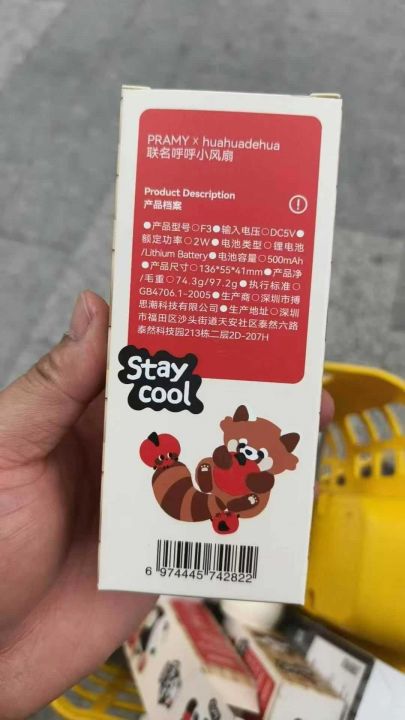 PRAMY x huahuadehua
联名呼呼小风扇
Product Description
产品档案
●产品型号○F3●输入电压○DC5V●
额定功率○2W●电池类型○锂电池
/Lithium Battery●电池容量○500mAh
●产品尺寸○136*55*41mm●产品净
/毛重○74.3g/97.2g●执行标准○
GB4706.1-2005●生产商○深圳市搏
思潮科技有限公司●生产地址○深圳
市福田区沙头街道天安社区泰然六路
泰然科技园213栋二层2D-207H
Stay
cool
6 974445 742822